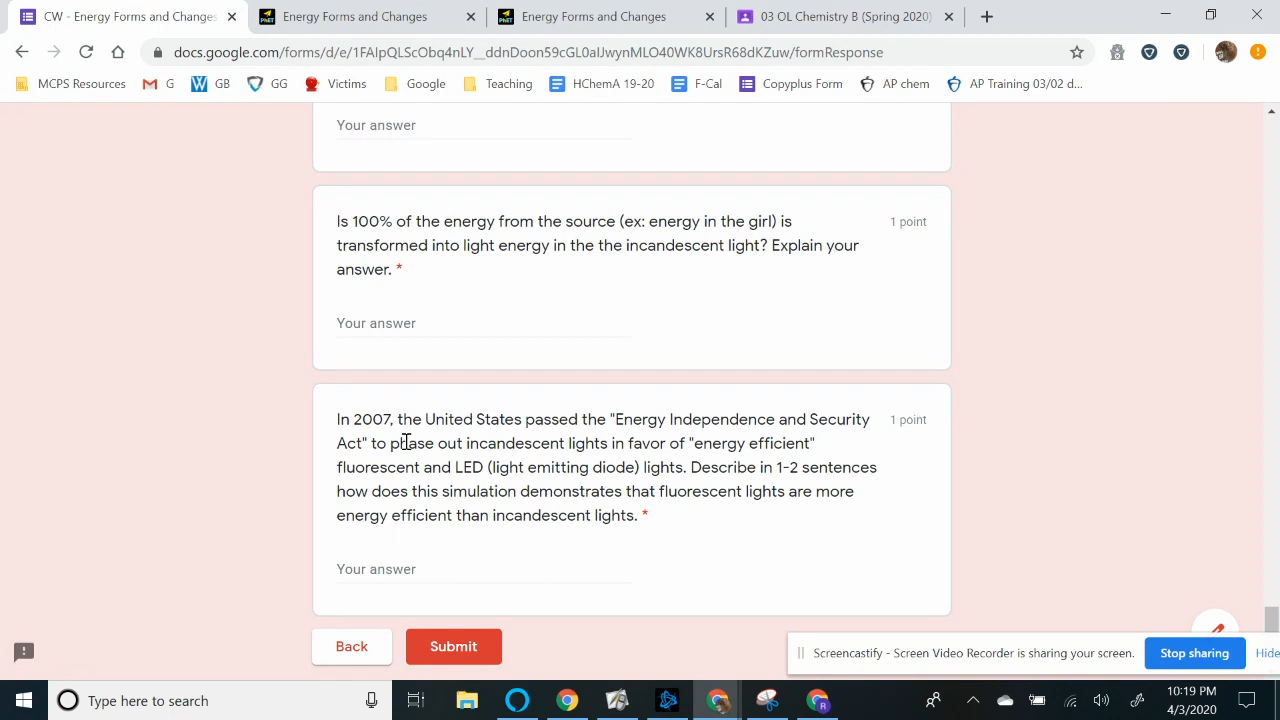 CW - Energy Forms and Changes
Energy Forms and Changes
Energy Forms and Changes
03 OL Chemistry B (Spring 2020)
docs.google.com/forms/d/e/1FAIpQLScObq4nLY__ddnDoon59cGL0aIJwynMLO40WK8UrsR68dKZuw/formResponse
MCPS Resources
G
GB
GG
Victims
Google
Teaching
HChemA 19-20
F-Cal
Copyplus Form
AP chem
AP Training 03/02 d...
Your answer
Is 100% of the energy from the source (ex: energy in the girl) is
1 point
transformed into light energy in the the incandescent light? Explain your
answer. *
Your answer
In 2007, the United States passed the "Energy Independence and Security
1 point
Act" to phase out incandescent lights in favor of "energy efficient"
fluorescent and LED (light emitting diode) lights. Describe in 1-2 sentences
how does this simulation demonstrates that fluorescent lights are more
energy efficient than incandescent lights. *
Your answer
Back
Submit
Screencastify - Screen Video Recorder is sharing your screen.
Stop sharing
Hide
Type here to search
10:19 PM
4/3/2020